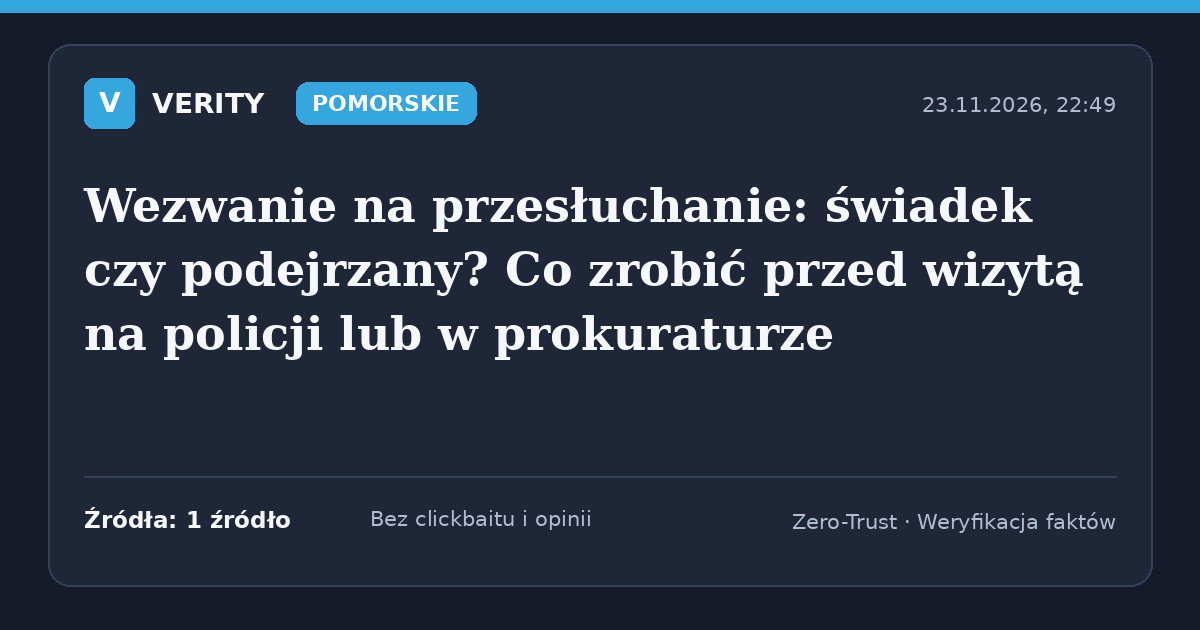 V VERITY POMORSKIE 23.11.2026, 22:49
Wezwanie na przesłuchanie: świadek
czy podejrzany? Co zrobić przed wizytą
na policji lub w prokuraturze
Źródła: 1 źródło Bez clickbaitu i opinii Zero-Trust · Weryfikacja faktów